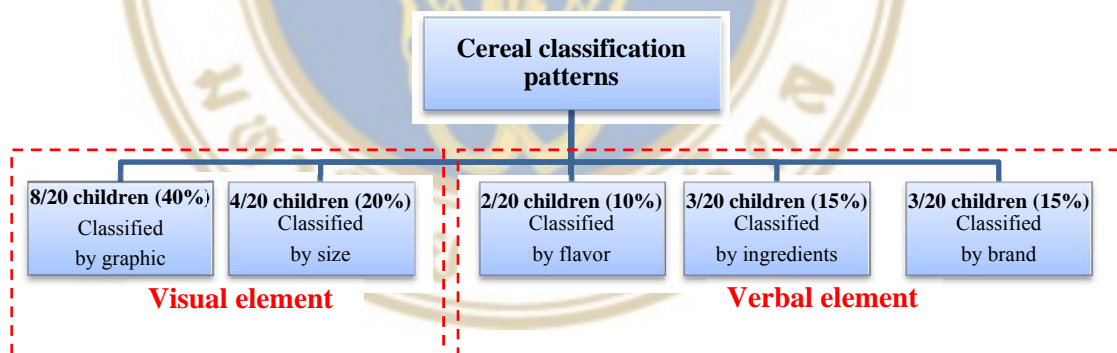 Cereal classification
patterns
8/20 children (40%)
Classified
by graphic
4/20 children (20%)
Classified
by size
2/20 children (10%)
Classified
by flavor
3/20 children (15%)
Classified
by ingredients
3/20 children (15%)
Classified
by brand
Visual element
Verbal element